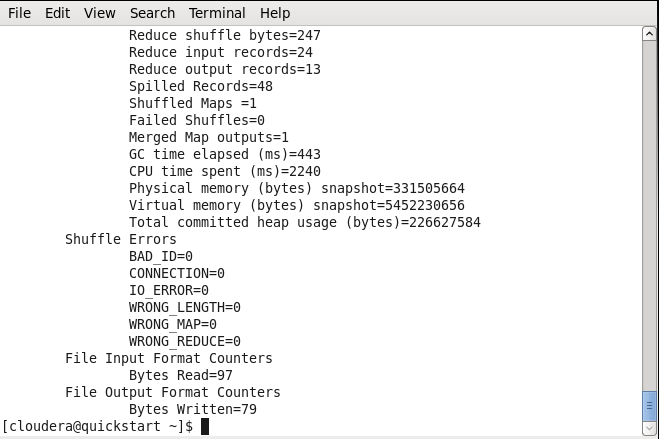 File Edit View Search Terminal Help
Reduce shuffle bytes=247
Reduce input records=24
Reduce output records=13
Spilled Records=48
Shuffled Maps =1
Failed Shuffles=0
Merged Map outputs=1
GC time elapsed (ms)=443
CPU time spent (ms)=2240
Physical memory (bytes) snapshot=331505664
Virtual memory (bytes) snapshot=5452230656
Total committed heap usage (bytes)=226627584
Shuffle Errors
BAD_ID=0
CONNECTION=0
IO_ERROR=0
WRONG_LENGTH=0
WRONG_MAP=0
WRONG_REDUCE=0
File Input Format Counters
Bytes Read=97
File Output Format Counters
Bytes Written=79
[cloudera@quickstart ~]$